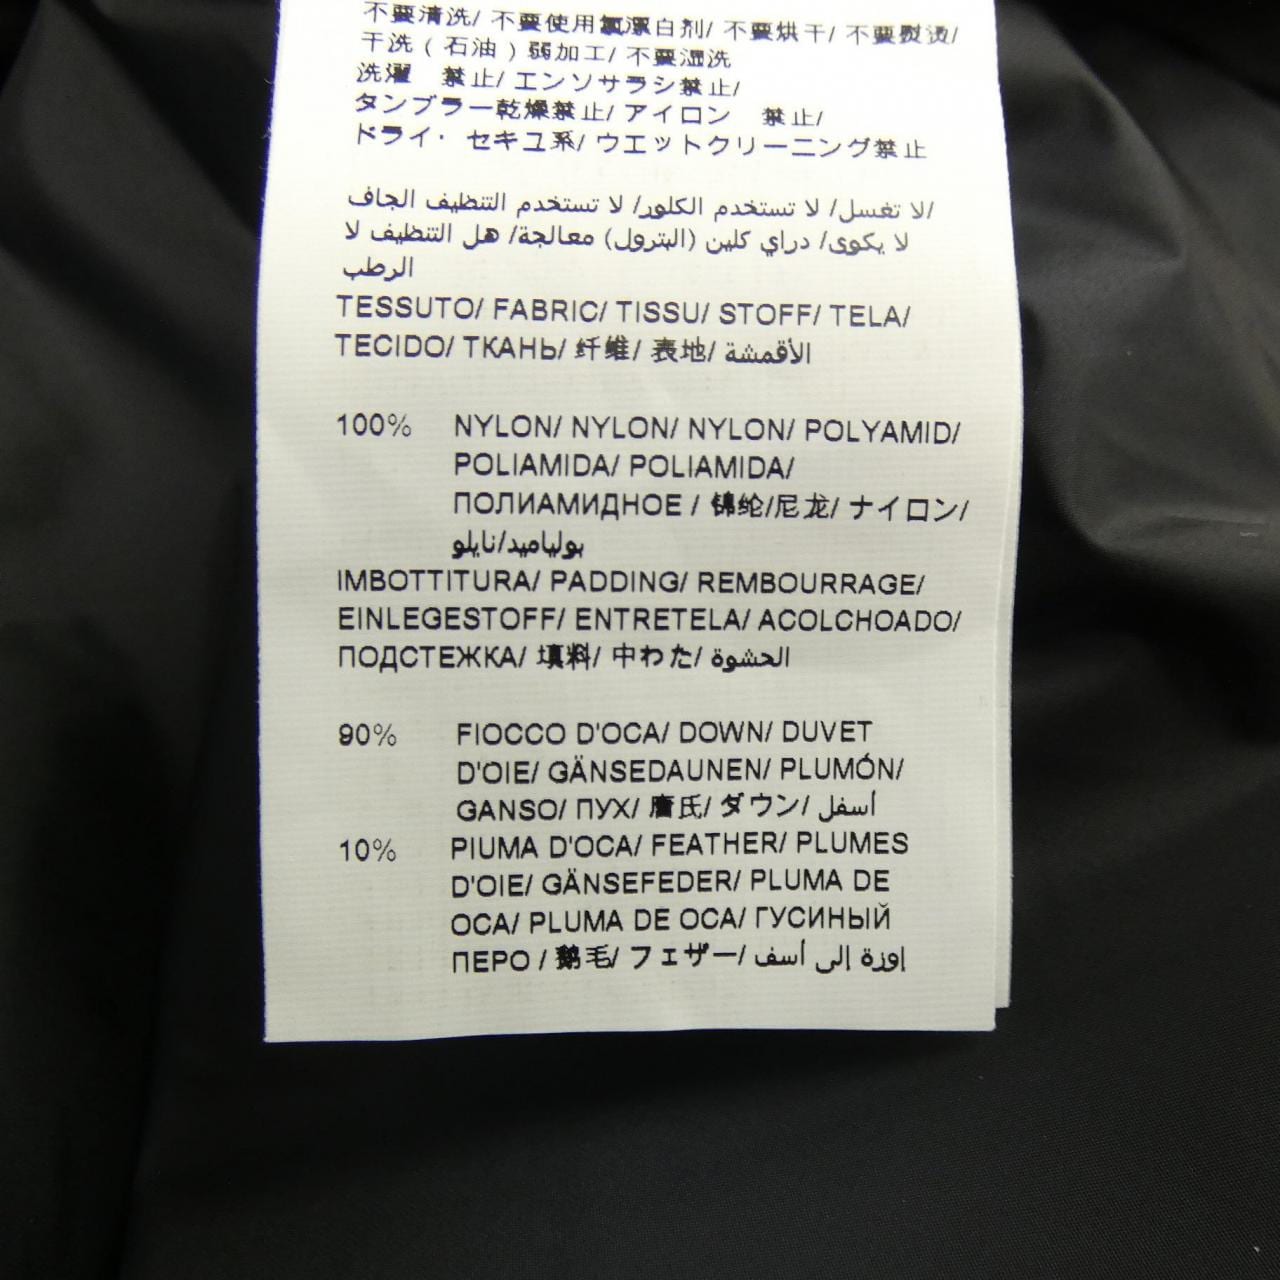 不要清洗/ 不要使用氯漂白剂/ 不要烘干/ 不要熨烫/
干洗 ( 石油 ) 弱加工/ 不要湿洗
洗濯　禁止/ エンソサラシ禁止/
タンブラー乾燥禁止/ アイロン　禁止/
ドライ・ セキユ系/ ウエットクリーニング禁止
لا تغسل/ لا تستخدم الكلور/ لا تستخدم التنظيف الجاف/
لا يكوى/ دراي كلين (البترول) معالجة/ هل التنظيف لا
الرطب
TESSUTO/ FABRIC/ TISSU/ STOFF/ TELA/
TECIDO/ ТКАНЬ/ 纤维/ 表地/ الأقمشة
100% NYLON/ NYLON/ NYLON/ POLYAMID/
POLIAMIDA/ POLIAMIDA/
ПОЛИАМИДНОЕ / 锦纶/尼龙/ ナイロン/
بولياميد/نايلو
IMBOTTITURA/ PADDING/ REMBOURRAGE/
EINLEGESTOFF/ ENTRETELA/ ACOLCHOADO/
ПОДСТЕЖКА/ 填料/ 中わた/ الحشوة
90% FIOCCO D'OCA/ DOWN/ DUVET
D'OIE/ GÄNSEDAUNEN/ PLUMÓN/
GANSO/ ПУХ/ 唐氏/ ダウン/ أسفل
10% PIUMA D'OCA/ FEATHER/ PLUMES
D'OIE/ GÄNSEFEDER/ PLUMA DE
OCA/ PLUMA DE OCA/ ГУСИНЫЙ
ПЕРО / 鹅毛/ フェザー/ إوزة إلى أسف